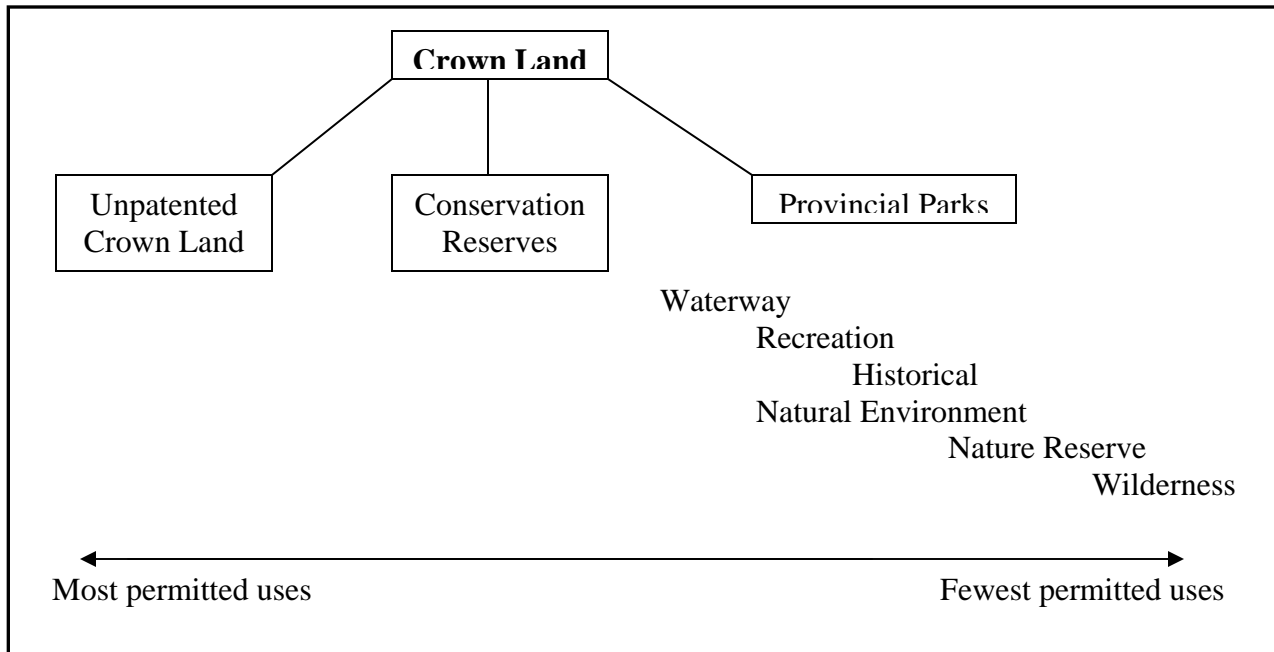 Crown Land
Unpatented
Crown Land
Conservation
Reserves
Provincial Parks
Waterway
Recreation
Historical
Natural Environment
Nature Reserve
Wilderness
Most permitted uses
Fewest permitted uses